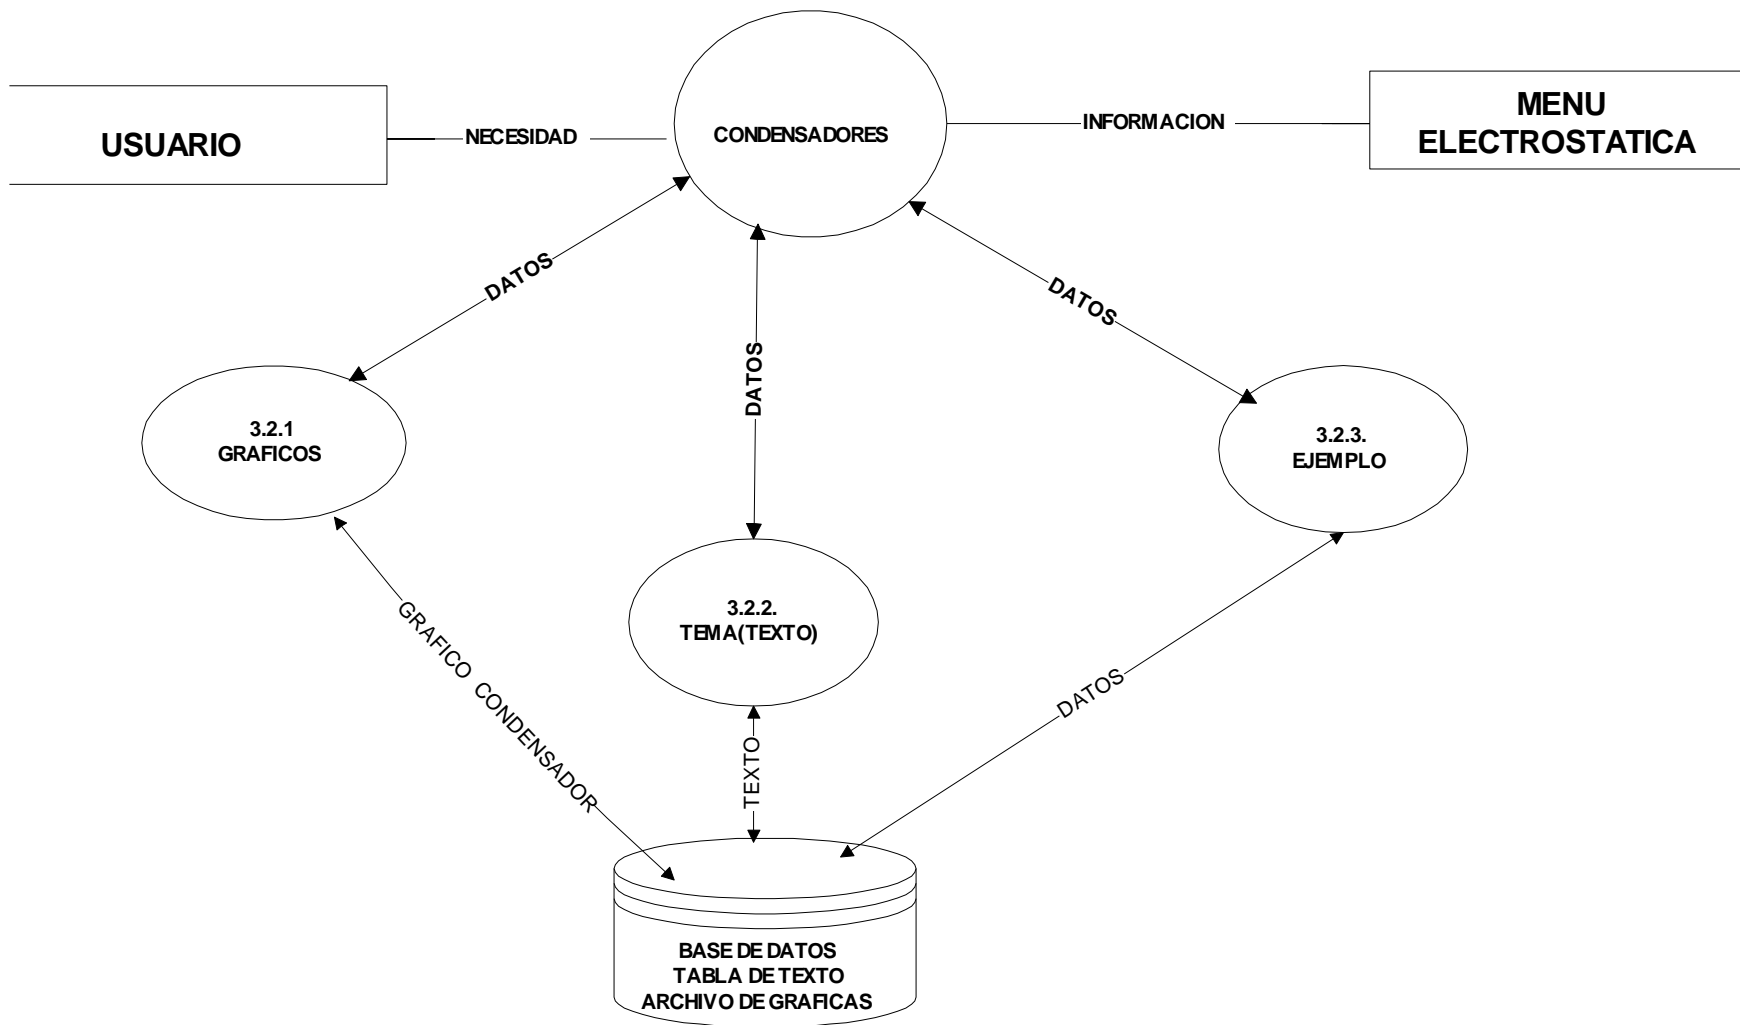 USUARIO
NECESIDAD
CONDENSADORES
INFORMACION
MENU
ELECTROSTATICA
DATOS
DATOS
DATOS
3.2.1
GRAFICOS
3.2.2.
TEMA(TEXTO)
3.2.3.
EJEMPLO
GRAFICO CONDENSADOR
TEXTO
DATOS
BASE DE DATOS
TABLA DE TEXTO
ARCHIVO DE GRAFICAS